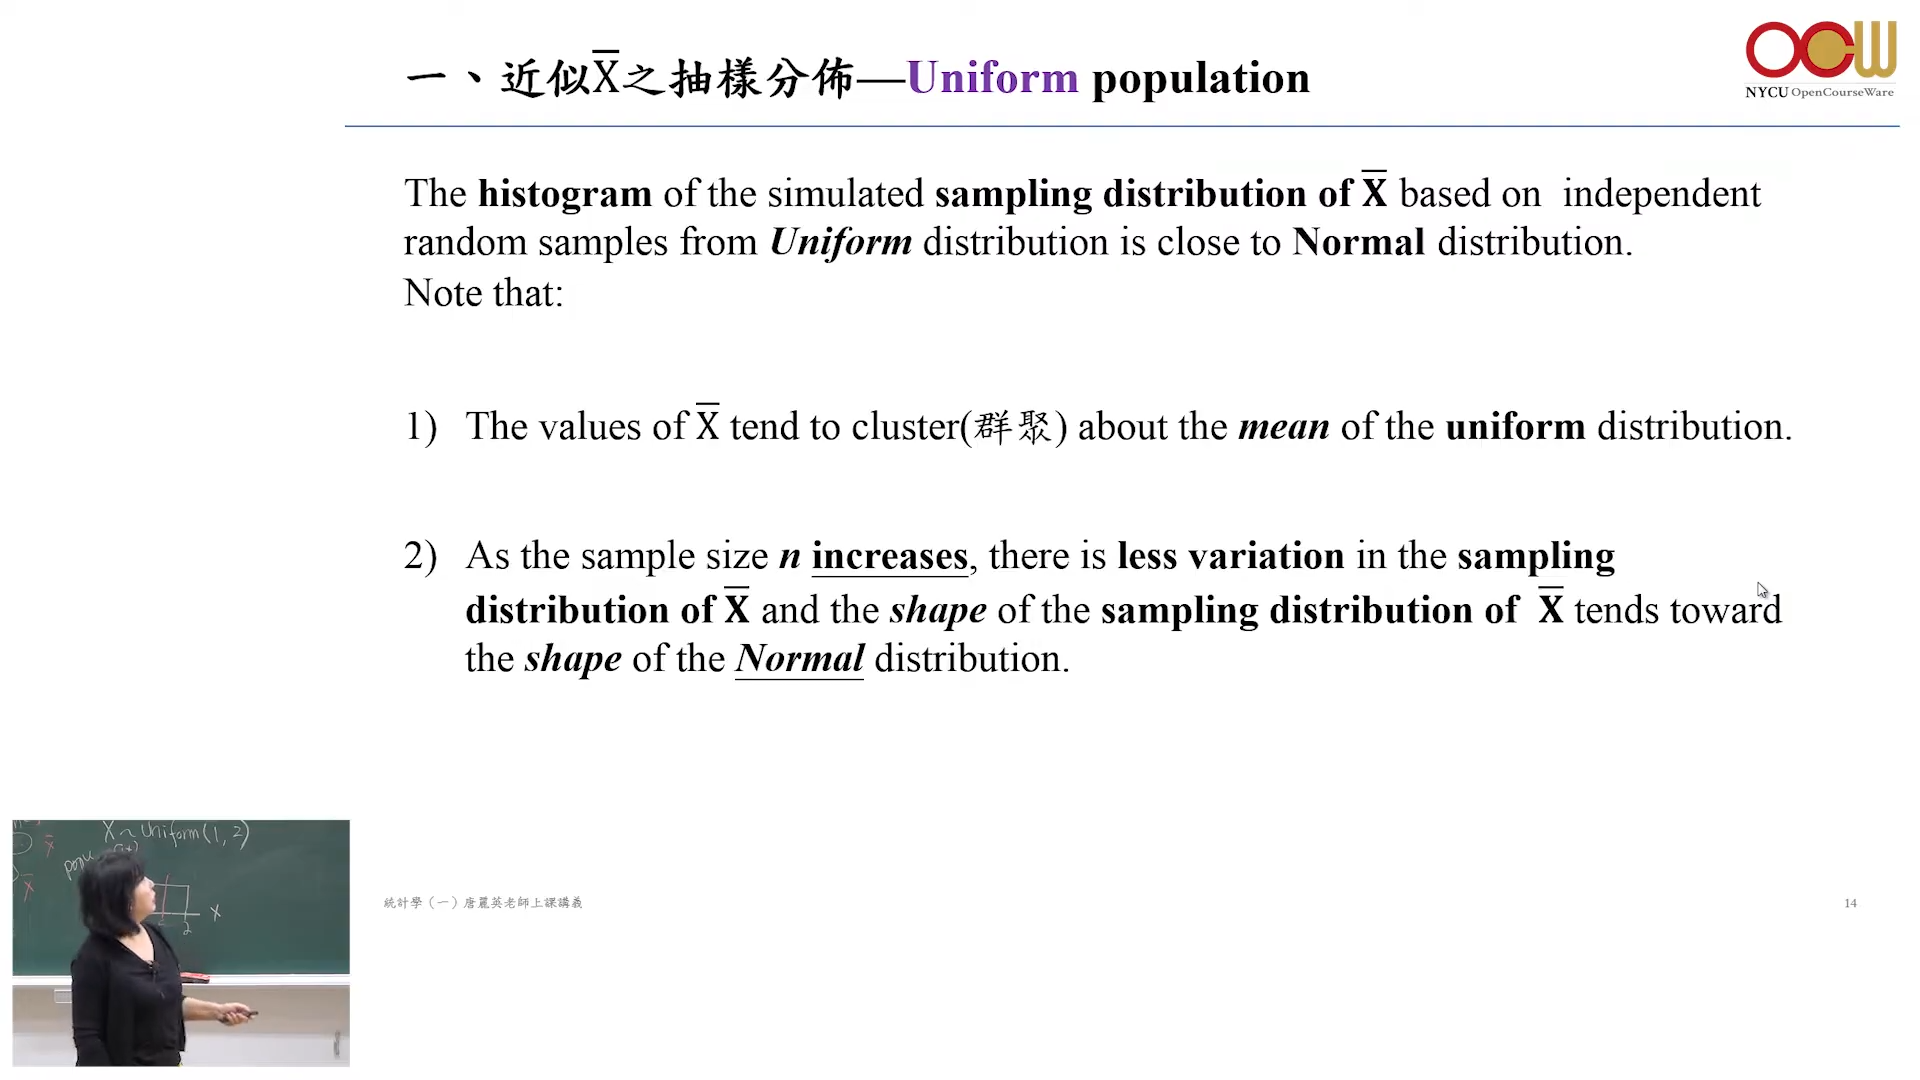 一、近似X̄之抽樣分佈—Uniform population
OCW
NYCU OpenCourseWare
The histogram of the simulated sampling distribution of X̄ based on independent
random samples from Uniform distribution is close to Normal distribution.
Note that:
1) The values of X̄ tend to cluster(群聚) about the mean of the uniform distribution.
2) As the sample size n increases, there is less variation in the sampling
distribution of X̄ and the shape of the sampling distribution of X̄ tends toward
the shape of the Normal distribution.
X ~ Uniform(1, 2)
popu
X̄
X̄
X
2
統計學（一）唐麗英老師上課講義
14